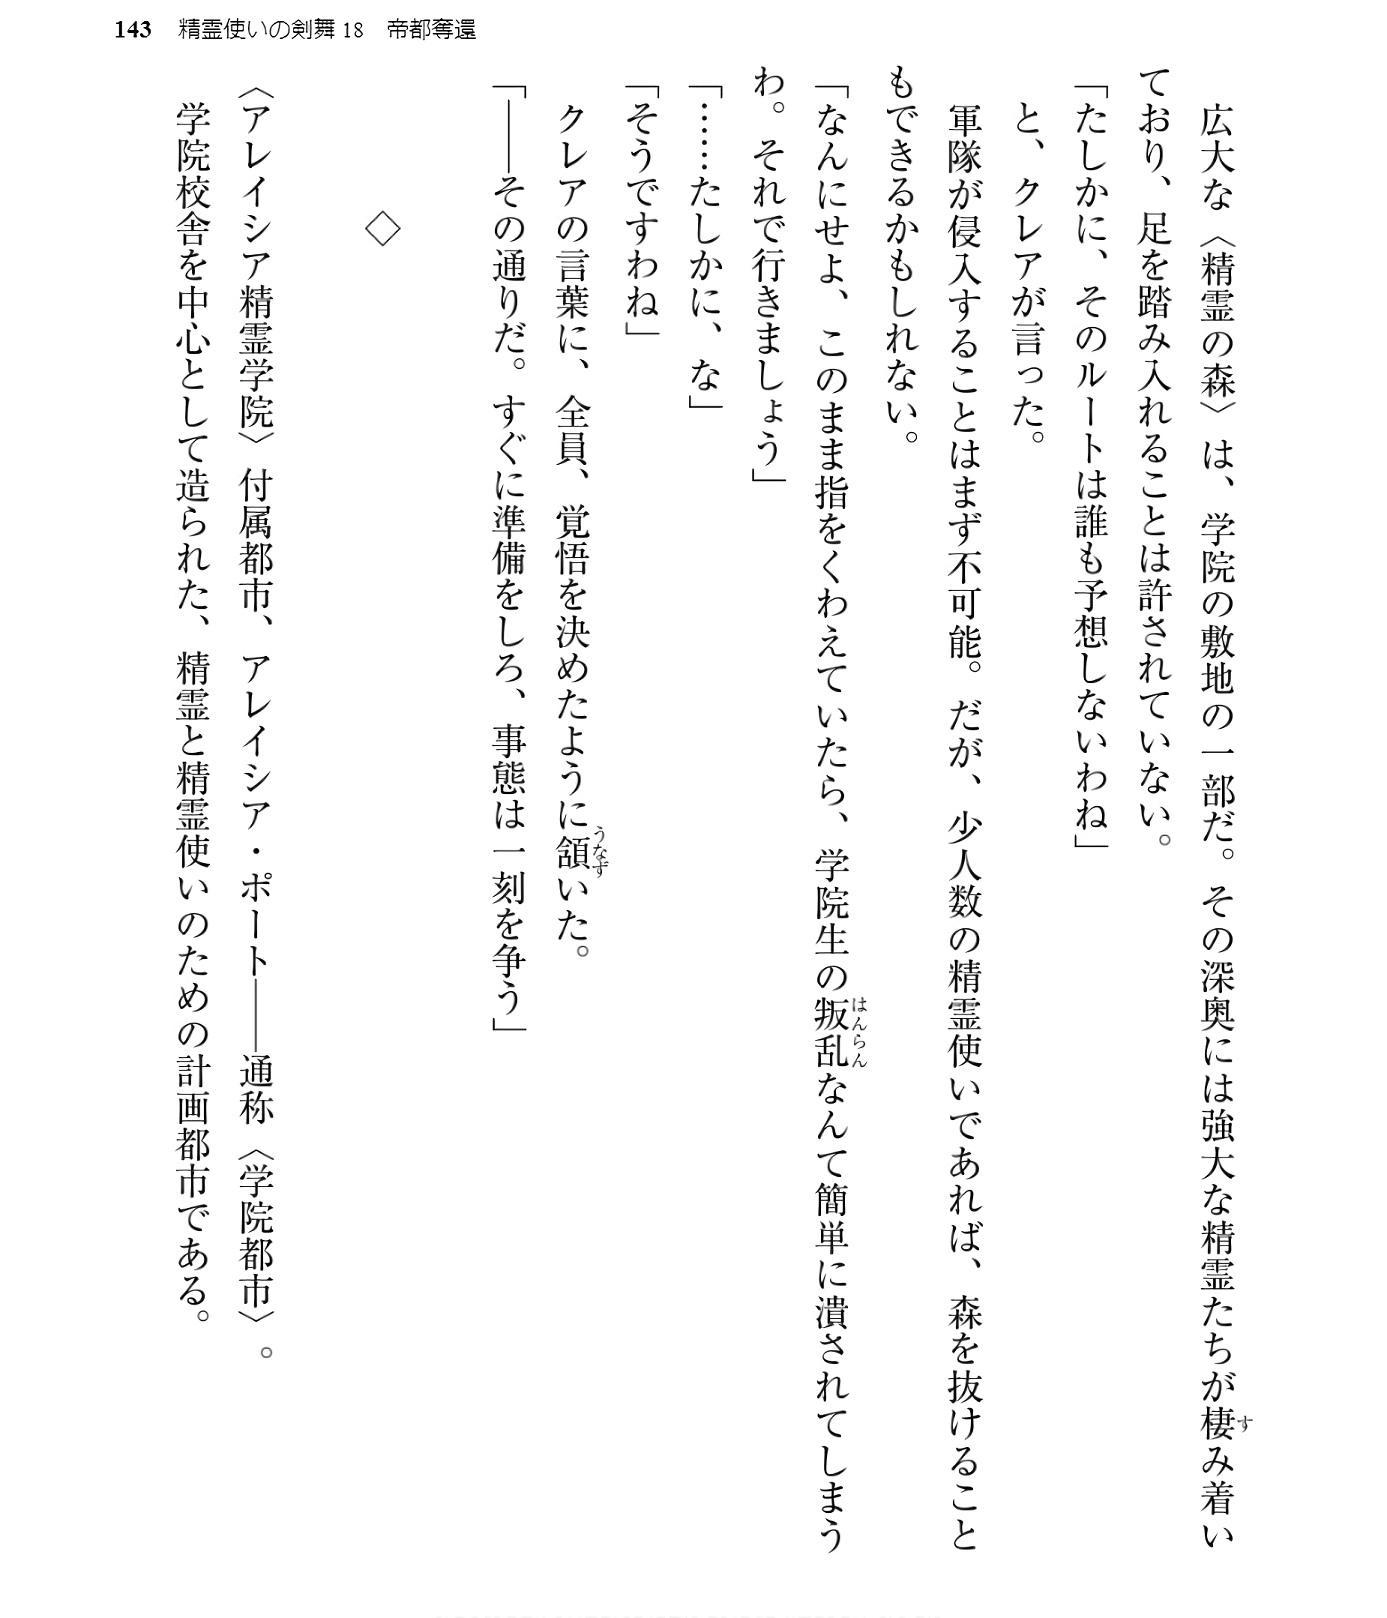 143 精霊使いの剣舞18 帝都奪還
広大な〈精霊の森〉は、学院の敷地の一部だ。その深奥には強大な精霊たちが棲み着い
ており、足を踏み入れることは許されていない。
「たしかに、そのルートは誰も予想しないわね」
と、クレアが言った。
軍隊が侵入することはまず不可能。だが、少人数の精霊使いであれば、森を抜けること
もできるかもしれない。
「なんにせよ、このまま指をくわえていたら、学院生の叛乱なんて簡単に潰されてしまう
わ。それで行きましょう」
「……たしかに、な」
「そうですわね」
クレアの言葉に、全員、覚悟を決めたように頷いた。
「――その通りだ。すぐに準備をしろ、事態は一刻を争う」
◇
〈アレイシア精霊学院〉付属都市、アレイシア・ポート――通称〈学院都市〉。
学院校舎を中心として造られた、精霊と精霊使いのための計画都市である。